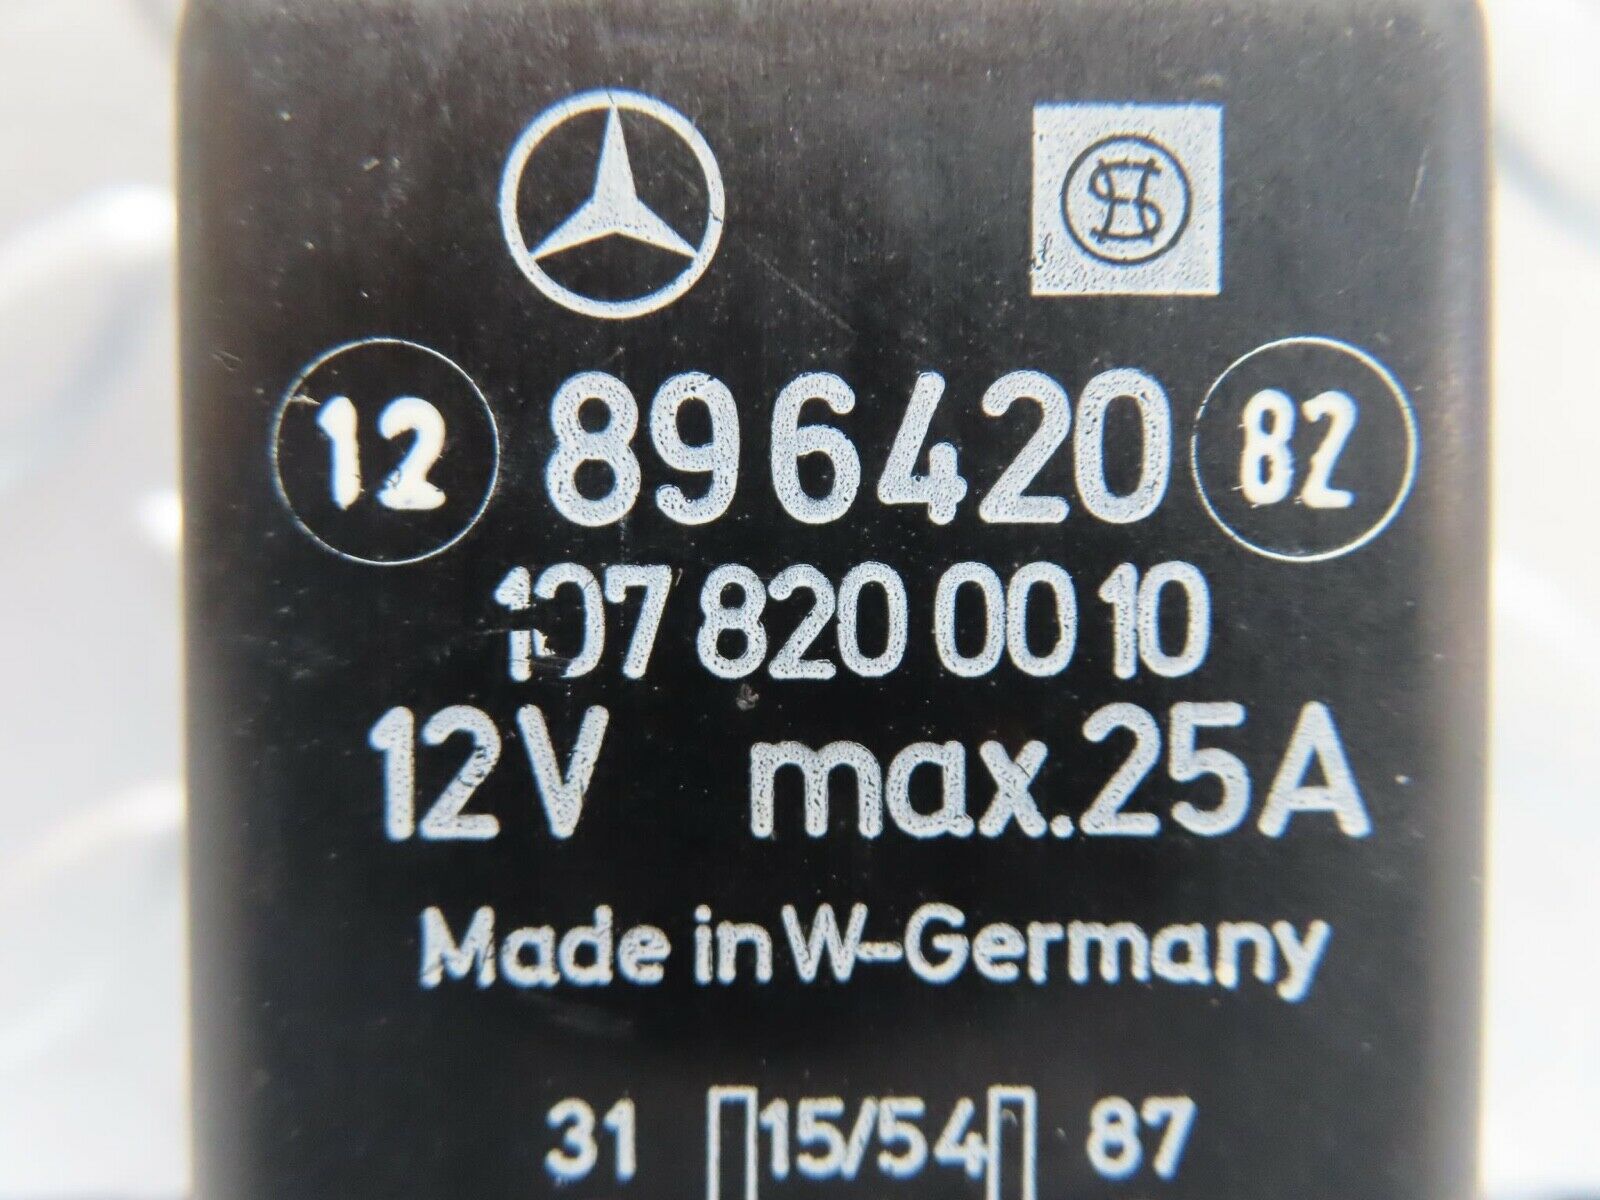 12 896420 82
107 820 00 10
12V max.25A
Made in W-Germany
31 15/54 87